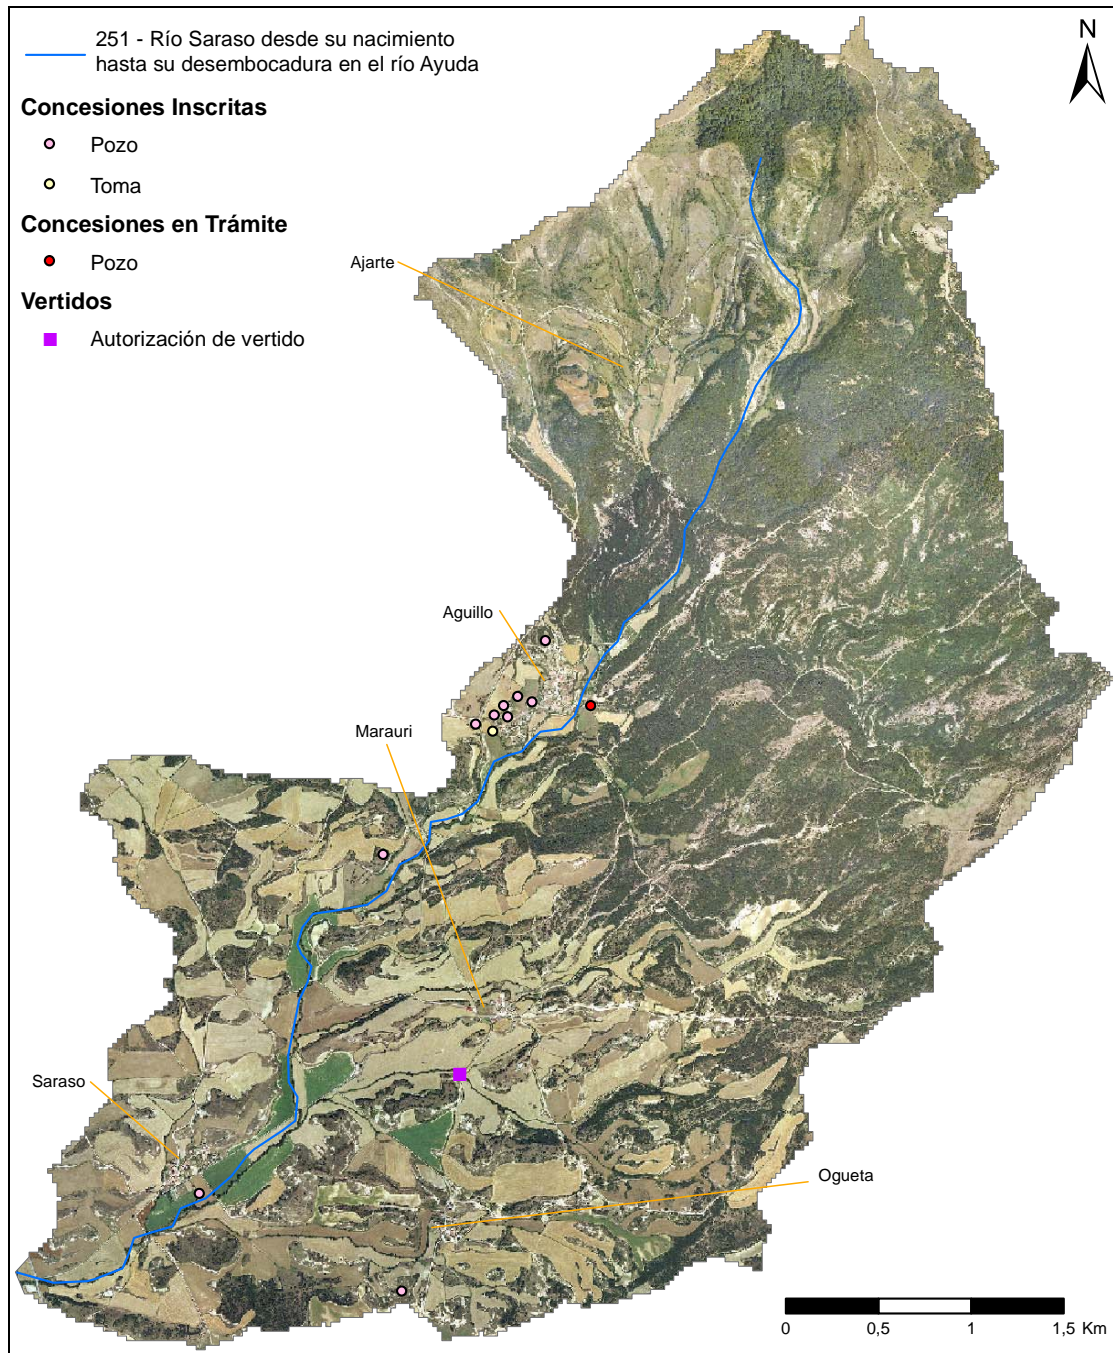 251 - Río Saraso desde su nacimiento
hasta su desembocadura en el río Ayuda
Concesiones Inscritas
Pozo
Toma
Concesiones en Trámite
Pozo
Vertidos
Autorización de vertido
N
Ajarte
Aguillo
Marauri
Saraso
Ogueta
0 0,5 1 1,5 Km